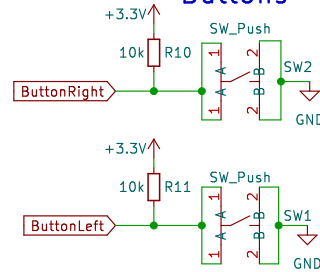 Buttons
+3.3V
SW_Push
10k R10
1 2
A B
SW2
ButtonRight
A B
1 2
GND
+3.3V
SW_Push
10k R11
1 2
A B
SW1
ButtonLeft
A B
1 2
GND